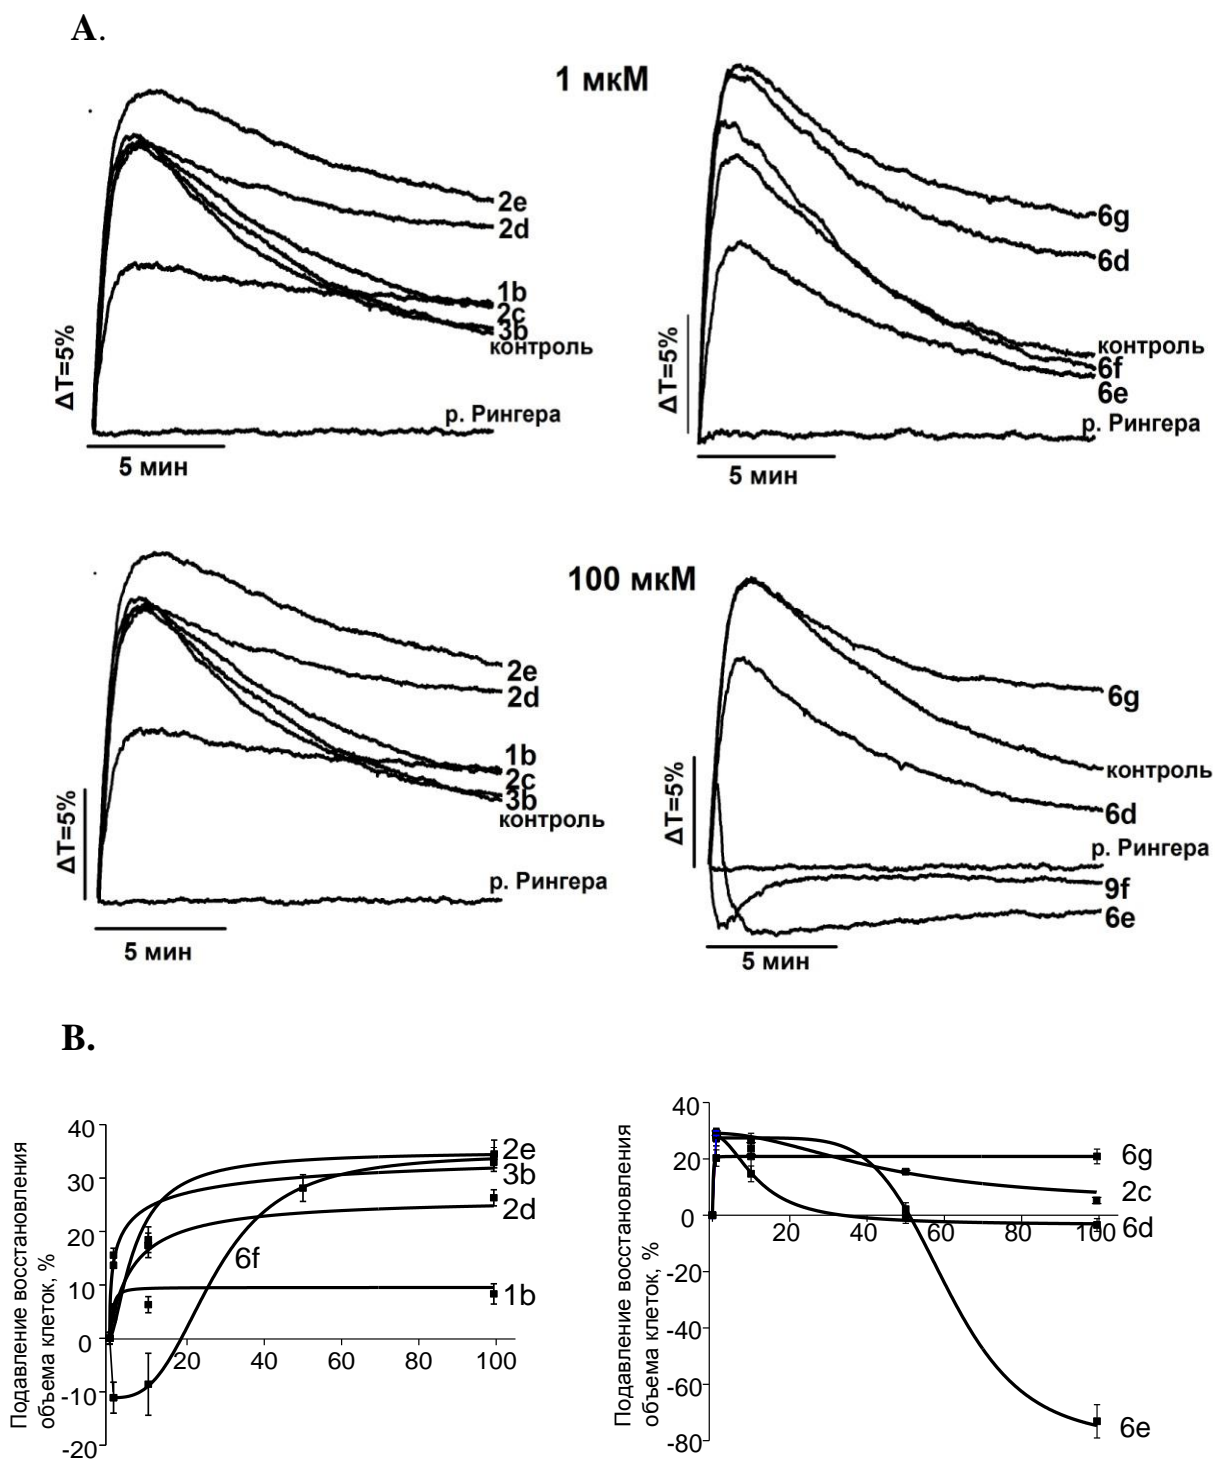 A.
1 мкМ
2e
2d
1b
2c
3b
контроль
р. Рингера
ΔT=5%
5 мин
6g
6d
контроль
6f
6e
р. Рингера
ΔT=5%
5 мин
100 мкМ
2e
2d
1b
2c
3b
контроль
р. Рингера
ΔT=5%
5 мин
6g
контроль
6d
р. Рингера
9f
6e
ΔT=5%
5 мин
B.
Подавление восстановления
объема клеток, %
40
30
20
10
0
-10
-20
20
40
60
80
100
2e
3b
2d
6f
1b
Подавление восстановления
объема клеток, %
40
20
0
-20
-40
-60
-80
20
40
60
80
100
6g
2c
6d
6e